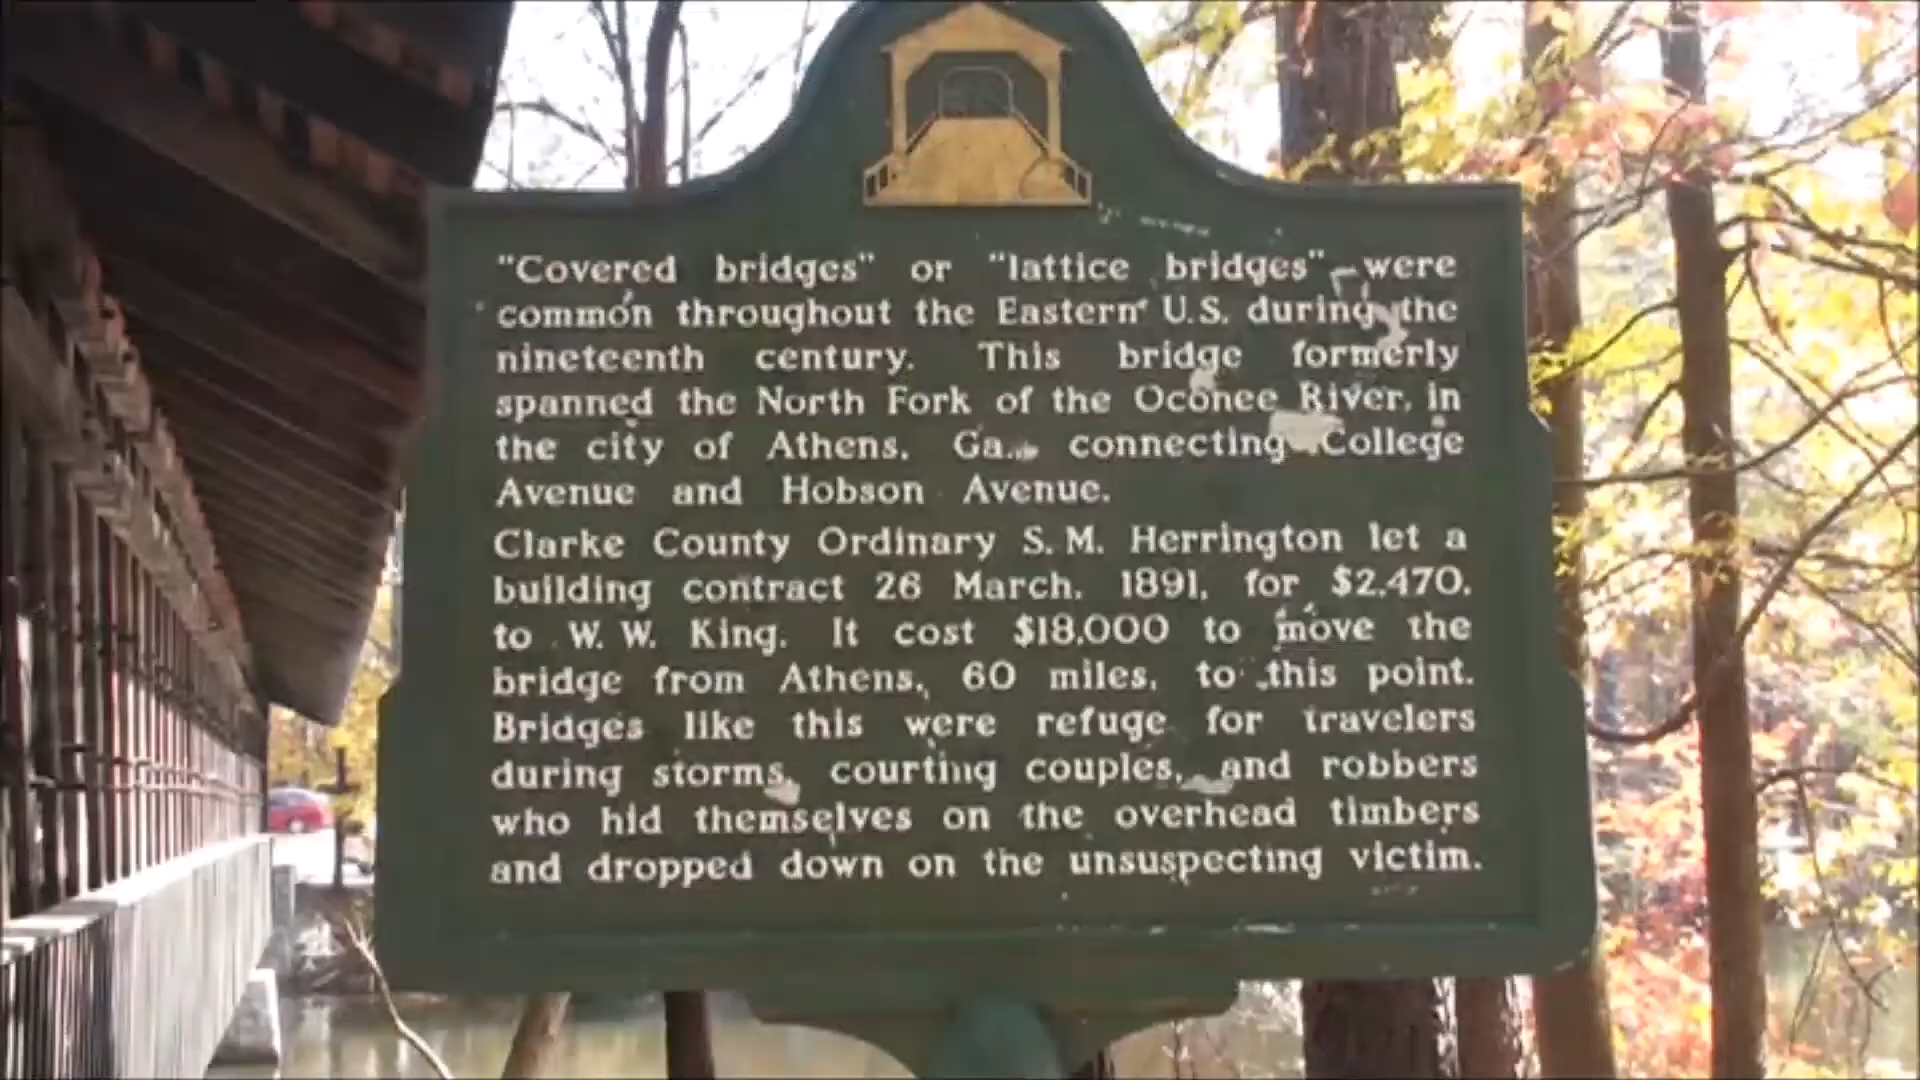 "Covered bridges" or "lattice bridges" were
common throughout the Eastern U.S. during the
nineteenth century. This bridge formerly
spanned the North Fork of the Oconee River, in
the city of Athens, Ga., connecting College
Avenue and Hobson Avenue.
Clarke County Ordinary S. M. Herrington let a
building contract 26 March, 1891, for $2,470,
to W. W. King. It cost $18,000 to move the
bridge from Athens, 60 miles, to this point.
Bridges like this were refuge for travelers
during storms, courting couples, and robbers
who hid themselves on the overhead timbers
and dropped down on the unsuspecting victim.